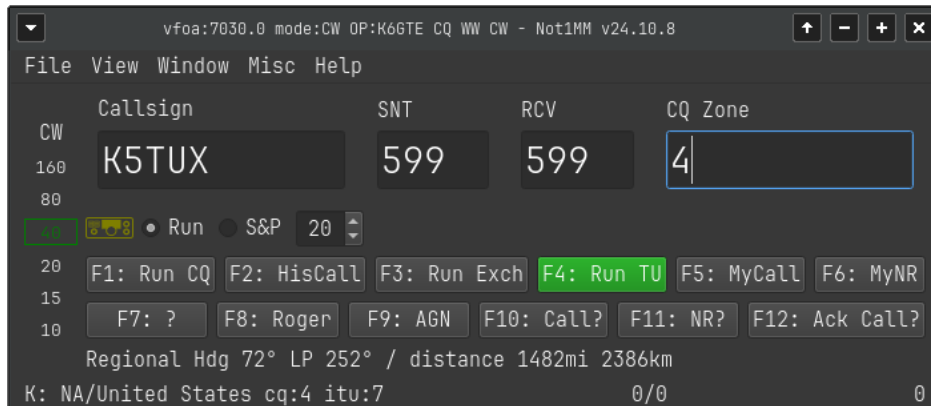 vfoa:7030.0 mode:CW OP:K6GTE CQ WW CW - Not1MM v24.10.8
File View Window Misc Help
Callsign SNT RCV CQ Zone
CW
K5TUX 599 599 4
160
80
40
Run S&P 20
20
F1: Run CQ F2: HisCall F3: Run Exch F4: Run TU F5: MyCall F6: MyNR
15
F7: ? F8: Roger F9: AGN F10: Call? F11: NR? F12: Ack Call?
10
Regional Hdg 72° LP 252° / distance 1482mi 2386km
K: NA/United States cq:4 itu:7 0/0 0